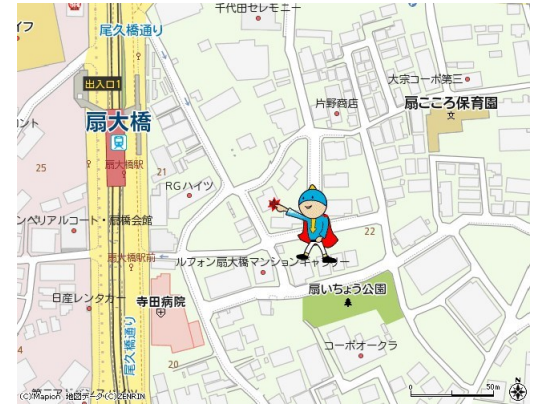 千代田セレモニー
尾久橋通り
イフ
出入口1
大宗コーポ第三
片野商店
扇こころ保育園
扇大橋
扇大橋駅
25
21
RGハイツ
ンペリアルコート・扇橋会館
22
扇大橋駅前
ルフォン扇大橋マンションギャラリー
日産レンタカー
寺田病院
扇いちょう公園
尾久橋通り
コーポオークラ
20
0 50m
(C)Mapion 地図データ(C)ZENRIN